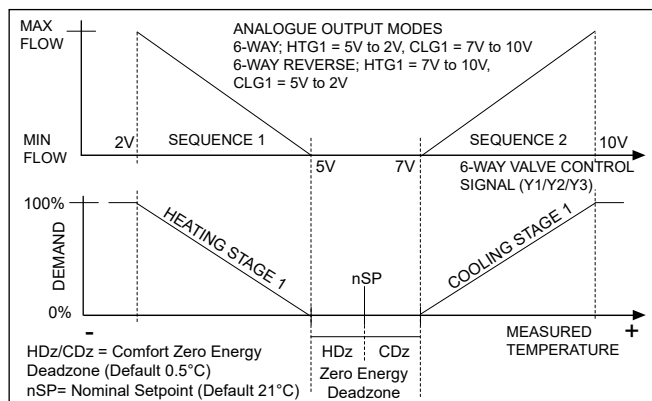 MAX
FLOW
ANALOGUE OUTPUT MODES
6-WAY; HTG1 = 5V to 2V, CLG1 = 7V to 10V
6-WAY REVERSE; HTG1 = 7V to 10V,
CLG1 = 5V to 2V
MIN
FLOW
2V
SEQUENCE 1
SEQUENCE 2
10V
5V
7V
6-WAY VALVE CONTROL
SIGNAL (Y1/Y2/Y3)
100%
DEMAND
0%
HEATING STAGE 1
nSP
COOLING STAGE 1
-
+
HDz/CDz = Comfort Zero Energy
Deadzone (Default 0.5°C)
nSP= Nominal Setpoint (Default 21°C)
HDz
CDz
Zero Energy
Deadzone
MEASURED
TEMPERATURE